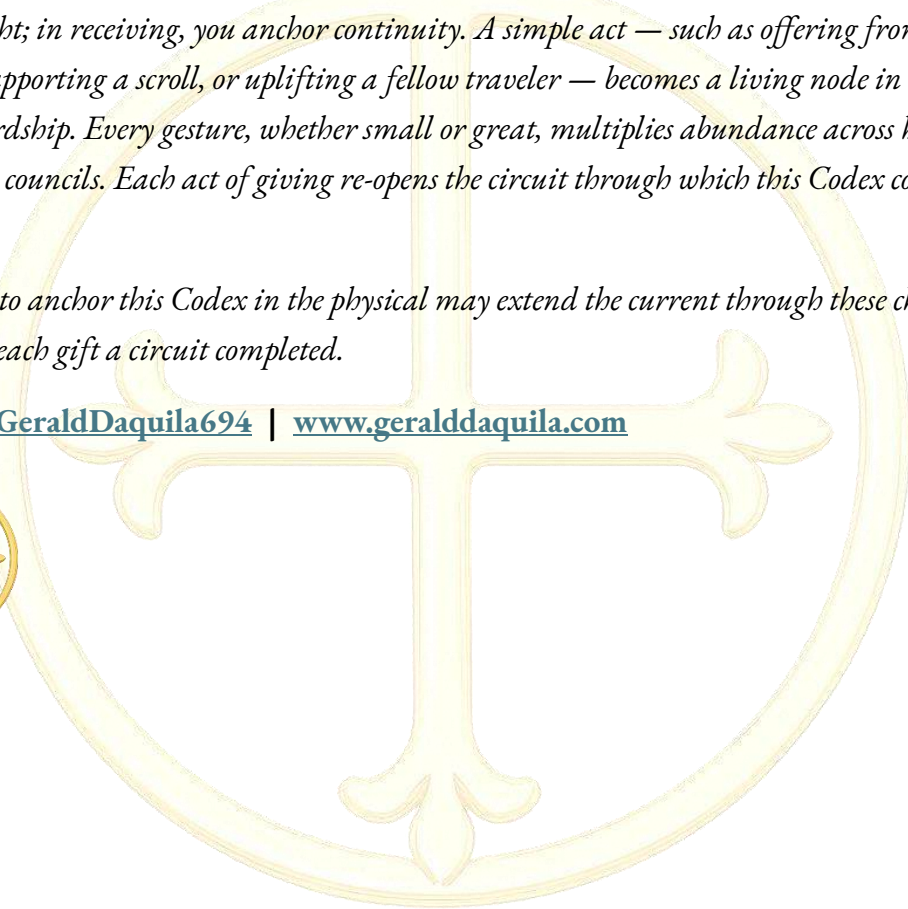 ht; in receiving, you anchor continuity. A simple act — such as offering from
pporting a scroll, or uplifting a fellow traveler — becomes a living node in
rdship. Every gesture, whether small or great, multiplies abundance across
councils. Each act of giving re-opens the circuit through which this Codex co
to anchor this Codex in the physical may extend the current through these ch
each gift a circuit completed.
GeraldDaquila694 | www.geralddaquila.com